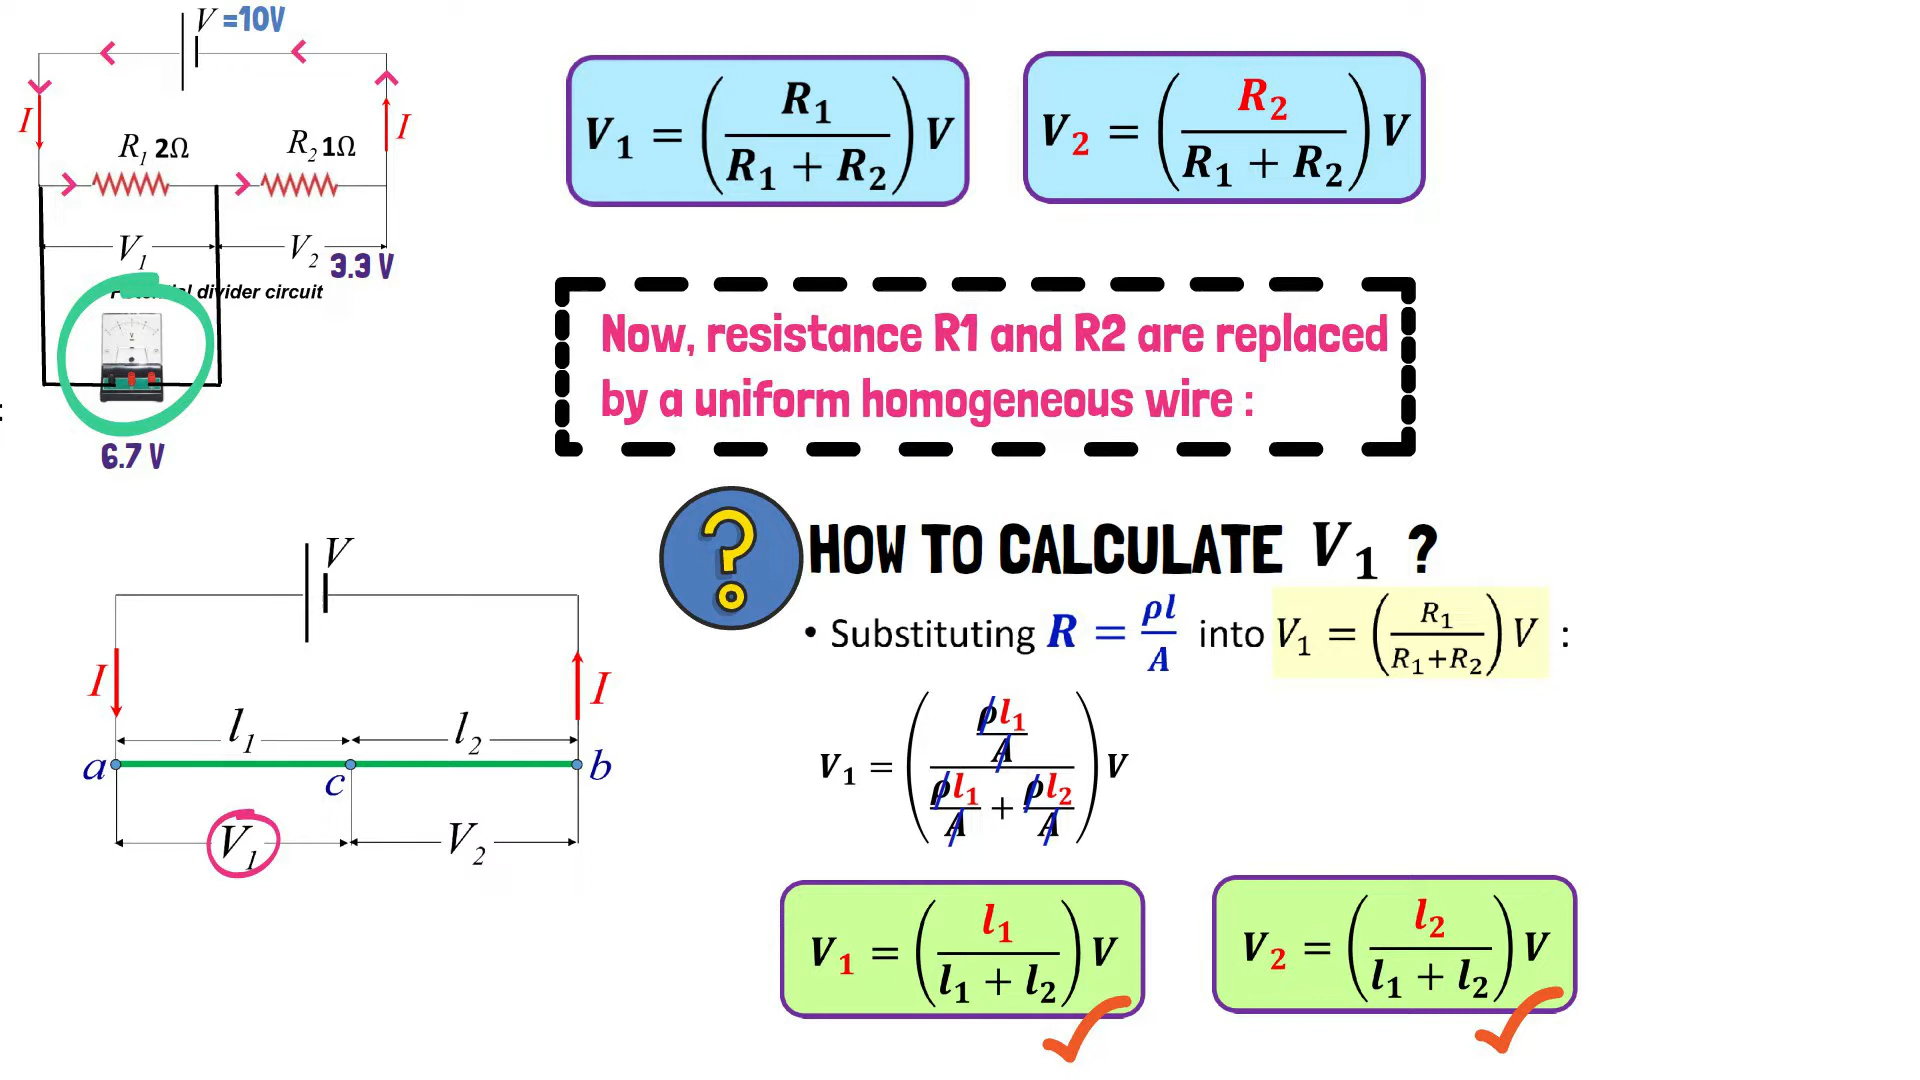 V =10V
I
I
R1 2Ω
R2 1Ω
V1
V2
3.3 V
Potential divider circuit
6.7 V
:
V1 = (R1 / (R1 + R2)) V
V2 = (R2 / (R1 + R2)) V
Now, resistance R1 and R2 are replaced
by a uniform homogeneous wire :
HOW TO CALCULATE V1 ?
• Substituting R = ρl/A into V1 = (R1 / (R1+R2)) V :
V1 = ((ρl1/A) / (ρl1/A + ρl2/A)) V
V1 = (l1 / (l1 + l2)) V
V2 = (l2 / (l1 + l2)) V
V
I
I
l1
l2
a
c
b
V1
V2